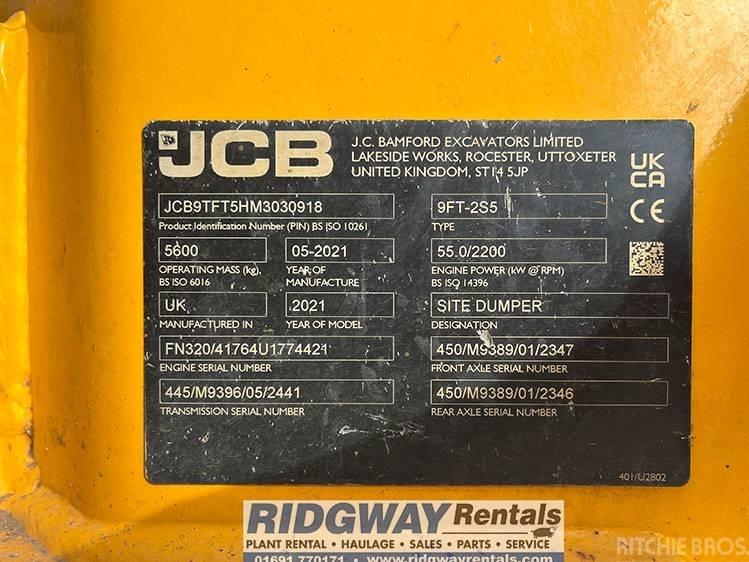 JCB
J.C. BAMFORD EXCAVATORS LIMITED
LAKESIDE WORKS, ROCESTER, UTTOXETER
UNITED KINGDOM, ST14 5JP
UK
CA
CE
JCB9TFT5HM3030918
Product Identification Number (PIN) BS ISO 10261
9FT-2S5
TYPE
5600
OPERATING MASS (kg),
BS ISO 6016
05-2021
YEAR OF
MANUFACTURE
55.0/2200
ENGINE POWER (kW @ RPM)
BS ISO 14396
UK
MANUFACTURED IN
2021
YEAR OF MODEL
SITE DUMPER
DESIGNATION
FN320/41764U1774421
ENGINE SERIAL NUMBER
450/M9389/01/2347
FRONT AXLE SERIAL NUMBER
445/M9396/05/2441
TRANSMISSION SERIAL NUMBER
450/M9389/01/2346
REAR AXLE SERIAL NUMBER
401/U2802
RIDGWAY Rentals
PLANT RENTAL • HAULAGE • SALES • PARTS • SERVICE
01691 770171 • www.ridgwayrentals.com
RITCHIE BROS.